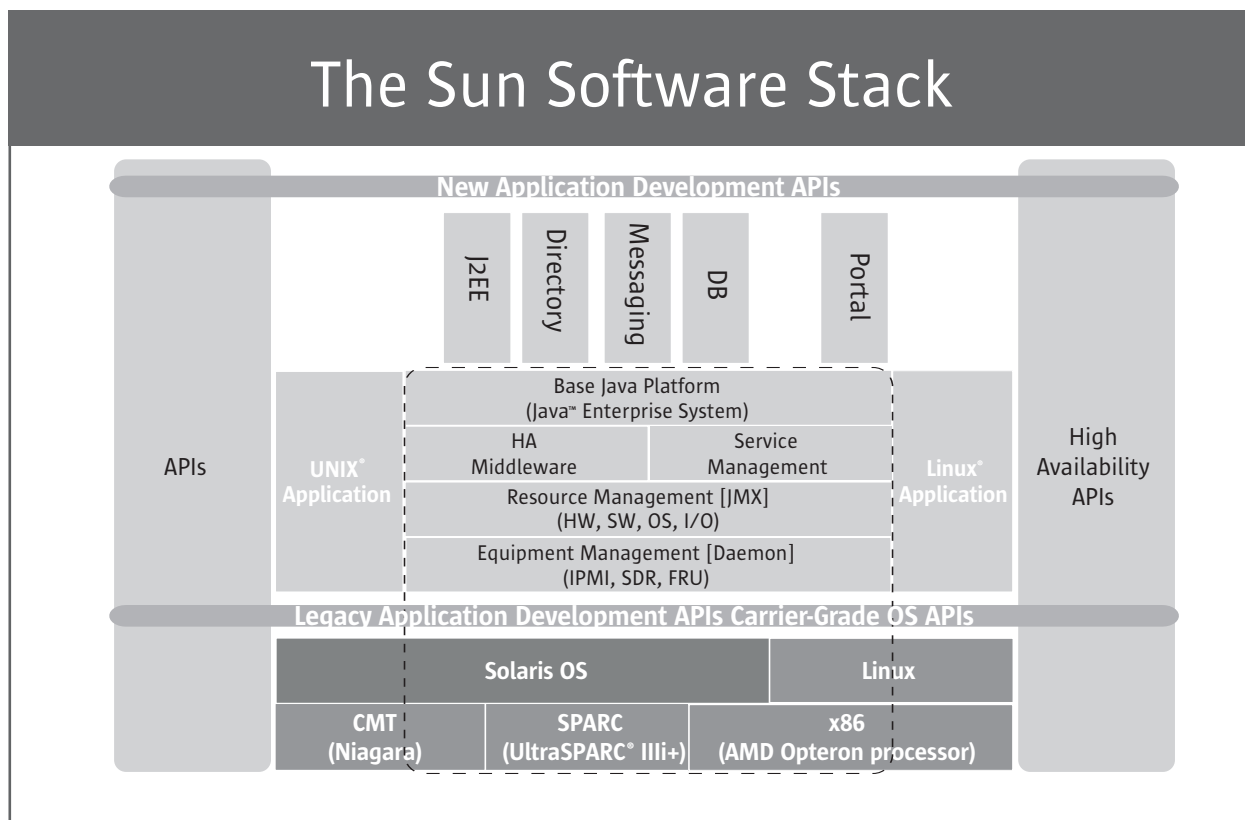 The Sun Software Stack
New Application Development APIs
J2EE
Directory
Messaging
DB
Portal
APIs
UNIX®
Application
Base Java Platform
(Java™ Enterprise System)
HA
Middleware
Service
Management
Resource Management [JMX]
(HW, SW, OS, I/O)
Equipment Management [Daemon]
(IPMI, SDR, FRU)
Linux®
Application
High
Availability
APIs
Legacy Application Development APIs Carrier-Grade OS APIs
Solaris OS
Linux
CMT
(Niagara)
SPARC
(UltraSPARC® IIIi+)
x86
(AMD Opteron processor)